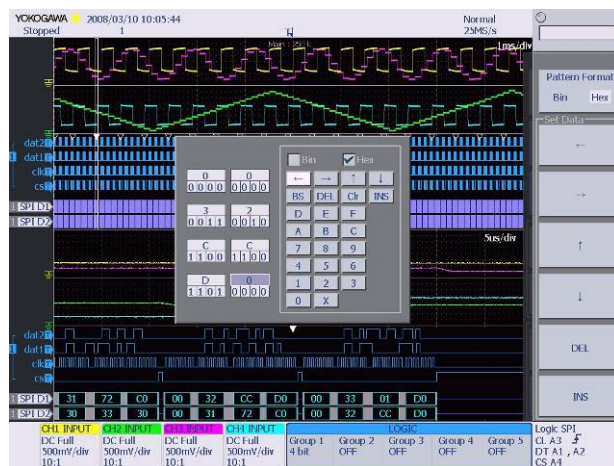 YOKOGAWA 2008/03/10 10:05:44 Normal
Stopped 1 25MS/s
Main : 250 k 1ms/div
Pattern Format
Bin Hex
Set Data
←
→
↑
↓
DEL
INS
Bin Hex
← → ↑ ↓
BS DEL Clr INS
D E F
A B C
7 8 9
4 5 6
1 2 3
0 X
0 0
0000 0000
3 2
0011 0010
C C
1100 1100
D 0
1101 0000
dat2
dat1
clk
cs
1 SPI D1
1 SPI D2
5us/div
dat2
dat1
clk
cs
1 SPI D1 31 72 C0 00 32 CC D0 00 33 01 D0
1 SPI D2 30 33 30 00 32 72 C0 00 32 CC D0
CH1 INPUT CH2 INPUT CH3 INPUT CH4 INPUT LOGIC Logic SPI
DC Full DC Full DC Full DC Full Group 1 Group 2 Group 3 Group 4 Group 5 CL A3
500mV/div 500mV/div 500mV/div 500mV/div 4 bit OFF OFF OFF OFF DT A1 , A2
10:1 10:1 10:1 10:1 CS A4